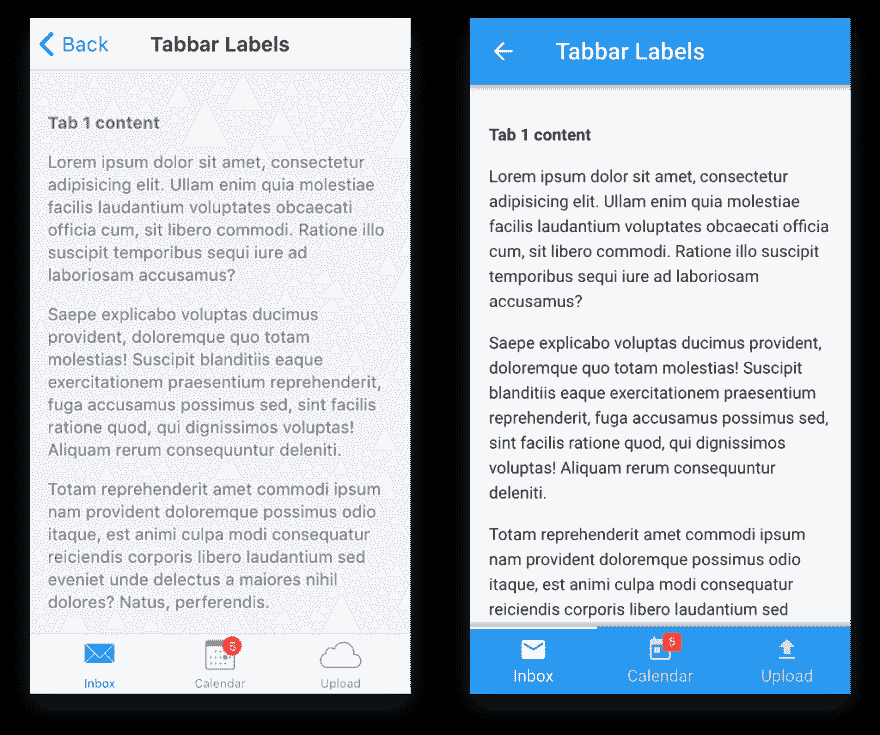 Back
Tabbar Labels
Tab 1 content
Lorem ipsum dolor sit amet, consectetur
adipisicing elit. Ullam enim quia molestiae
facilis laudantium voluptates obcaecati
officia cum, sit libero commodi. Ratione illo
suscipit temporibus sequi iure ad
laboriosam accusamus?
Saepe explicabo voluptas ducimus
provident, doloremque quo totam
molestias! Suscipit blanditiis eaque
exercitationem praesentium reprehenderit,
fuga accusamus possimus sed, sint facilis
ratione quod, qui dignissimos voluptas!
Aliquam rerum consequuntur deleniti.
Totam reprehenderit amet commodi ipsum
nam provident doloremque possimus odio
itaque, est animi culpa modi consequatur
reiciendis corporis libero laudantium sed
eveniet unde delectus a maiores nihil
dolores? Natus, perferendis.
5
Inbox
Calendar
Upload
Tabbar Labels
Tab 1 content
Lorem ipsum dolor sit amet, consectetur
adipisicing elit. Ullam enim quia molestiae
facilis laudantium voluptates obcaecati officia
cum, sit libero commodi. Ratione illo suscipit
temporibus sequi iure ad laboriosam
accusamus?
Saepe explicabo voluptas ducimus provident,
doloremque quo totam molestias! Suscipit
blanditiis eaque exercitationem praesentium
reprehenderit, fuga accusamus possimus sed,
sint facilis ratione quod, qui dignissimos
voluptas! Aliquam rerum consequuntur
deleniti.
Totam reprehenderit amet commodi ipsum
nam provident doloremque possimus odio
itaque, est animi culpa modi consequatur
reiciendis corporis libero laudantium sed
5
Inbox
Calendar
Upload